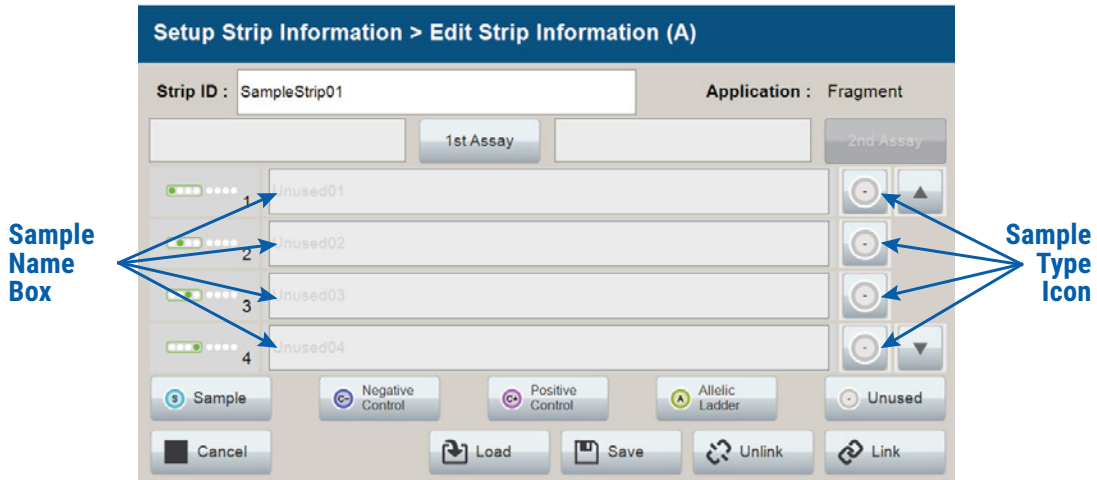 Setup Strip Information > Edit Strip Information (A)
Strip ID : SampleStrip01 Application : Fragment
1st Assay 2nd Assay
1 Unused01
2 Unused02
3 Unused03
4 Unused04
Sample
Name
Box
Sample
Type
Icon
S Sample C- Negative Control C+ Positive Control A Allelic Ladder - Unused
Cancel Load Save Unlink Link